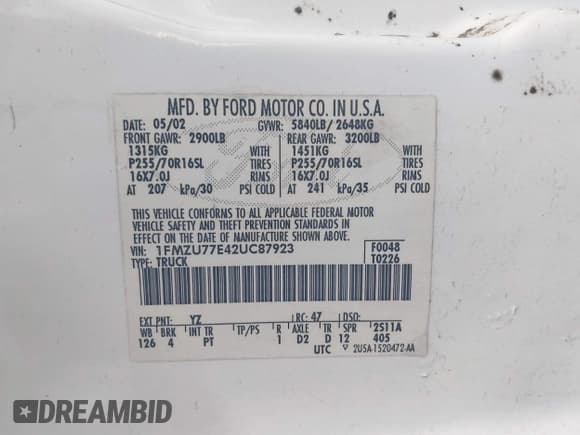 MFD. BY FORD MOTOR CO. IN U.S.A.
DATE: 05/02 GVWR: 5840LB/ 2648KG
FRONT GAWR: 2900LB REAR GAWR: 3200LB
1315KG WITH 1451KG WITH
P255/70R16SL TIRES P255/70R16SL TIRES
16X7.0J RIMS 16X7.0J RIMS
AT 207 kPa/30 PSI COLD AT 241 kPa/35 PSI COLD
THIS VEHICLE CONFORMS TO ALL APPLICABLE FEDERAL MOTOR
VEHICLE SAFETY AND THEFT PREVENTION STANDARDS IN
EFFECT ON THE DATE OF MANUFACTURE SHOWN ABOVE.
VIN: 1FMZU77E42UC87923 F0048
TYPE: TRUCK T0226
EXT PNT: YZ RC: 47 DSO:
WB BRK INT TR TP/PS R AXLE TR SPR 2S11A
126 4 PT 1 D2 D 12 405
UTC 2U5A-1520472-AA
DREAMBID